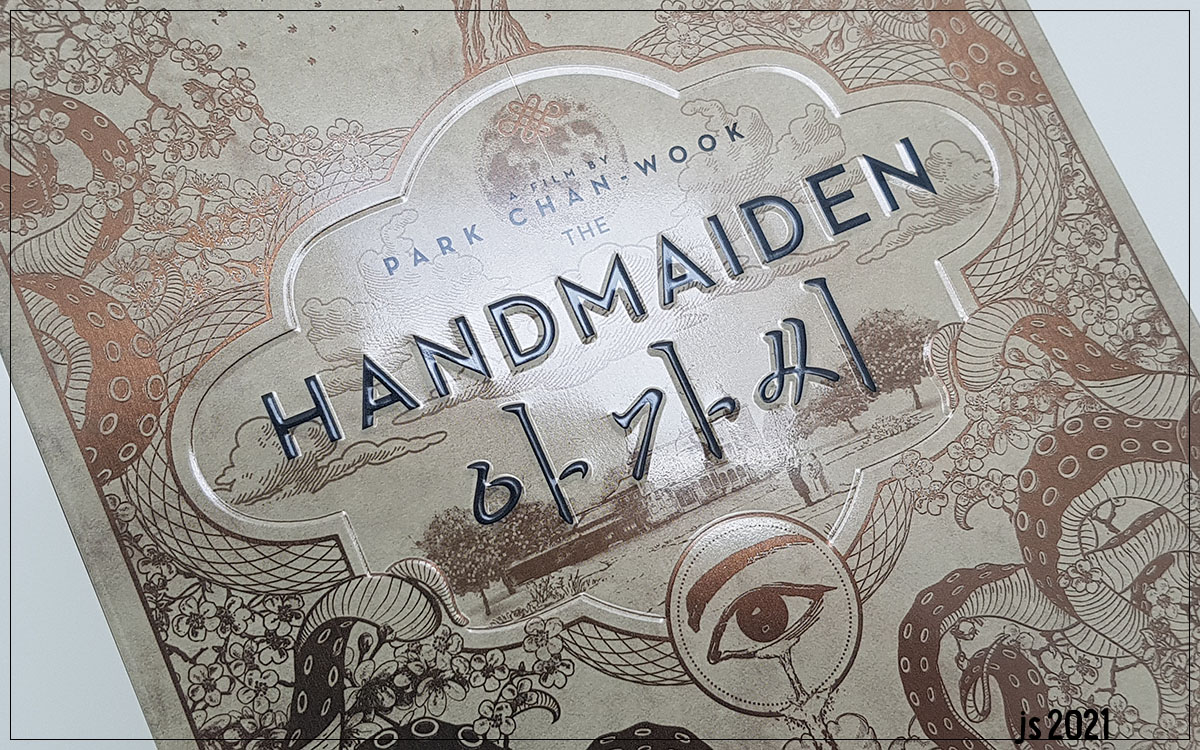 A FILM BY
PARK CHAN-WOOK
THE
HANDMAIDEN
아가씨
js 2021